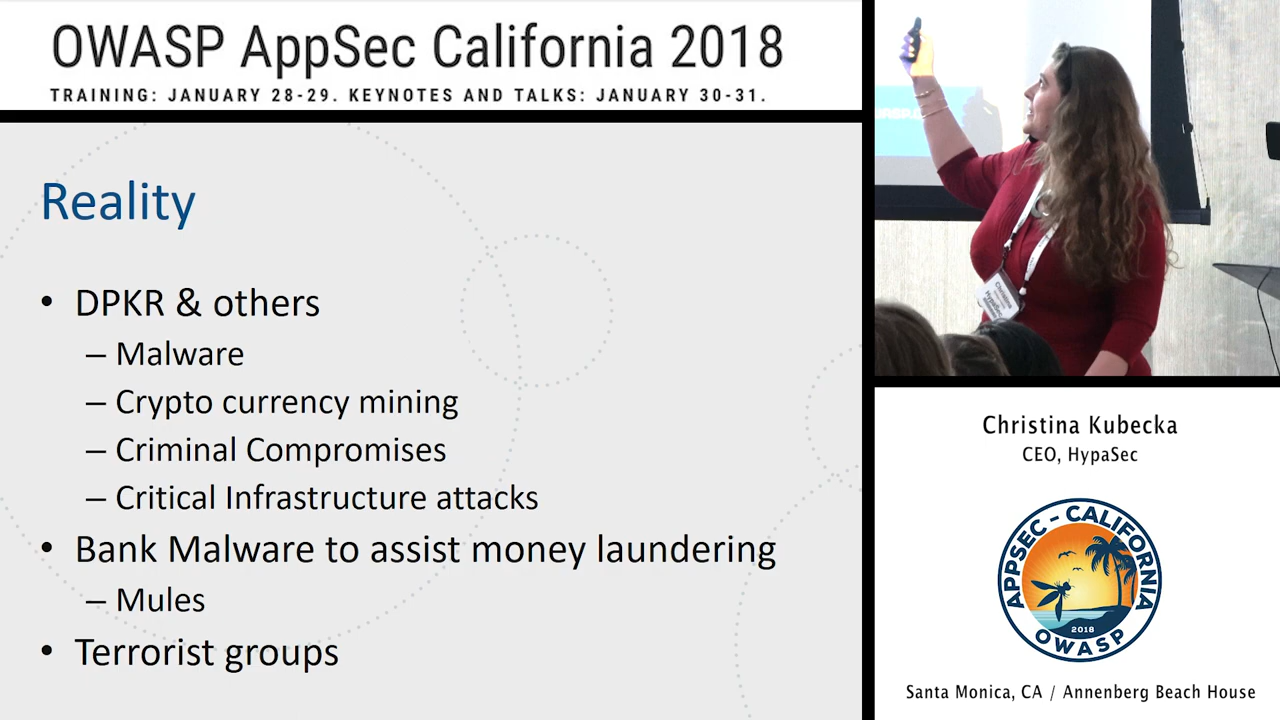 OWASP AppSec California 2018
TRAINING: JANUARY 28-29. KEYNOTES AND TALKS: JANUARY 30-31.
Reality
• DPKR & others
– Malware
– Crypto currency mining
– Criminal Compromises
– Critical Infrastructure attacks
• Bank Malware to assist money laundering
– Mules
• Terrorist groups
Christina
HypaSec
Christina Kubecka
CEO, HypaSec
APPSEC - CALIFORNIA
2018
OWASP
Santa Monica, CA / Annenberg Beach House